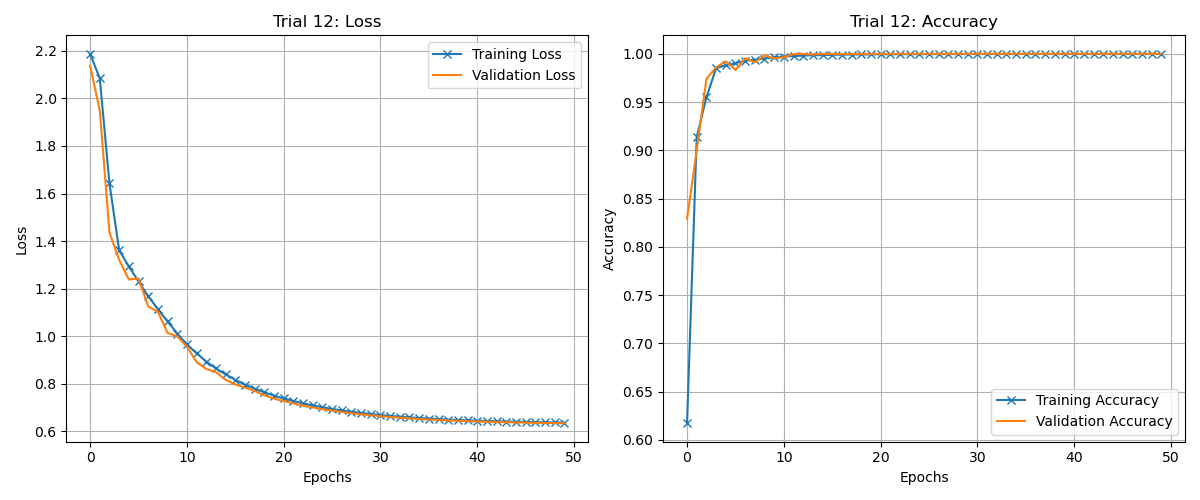 Trial 12: Loss
Training Loss
Validation Loss
Loss
2.2
2.0
1.8
1.6
1.4
1.2
1.0
0.8
0.6
0 10 20 30 40 50
Epochs
Trial 12: Accuracy
Accuracy
1.00
0.95
0.90
0.85
0.80
0.75
0.70
0.65
0.60
Training Accuracy
Validation Accuracy
0 10 20 30 40 50
Epochs